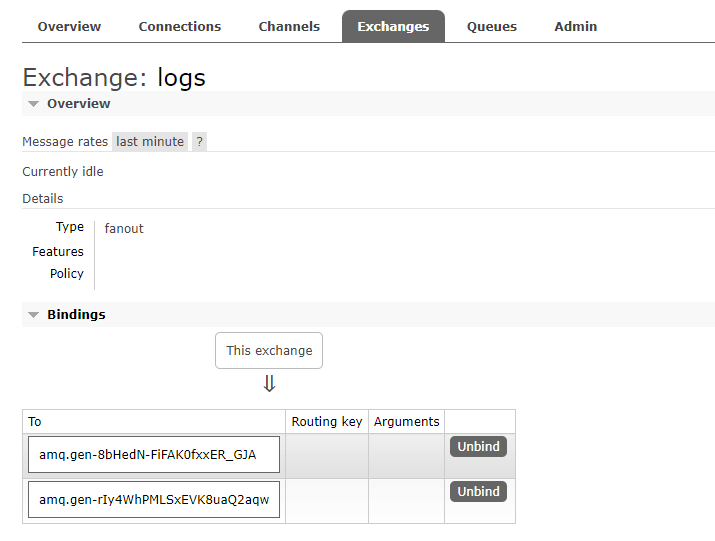 Overview Connections Channels Exchanges Queues Admin
Exchange: logs
Overview
Message rates last minute ?
Currently idle
Details
Type fanout
Features
Policy
Bindings
This exchange
⇓
To Routing key Arguments
amq.gen-8bHedN-FiFAK0fxxER_GJA Unbind
amq.gen-rIy4WhPMLSxEVK8uaQ2aqw Unbind